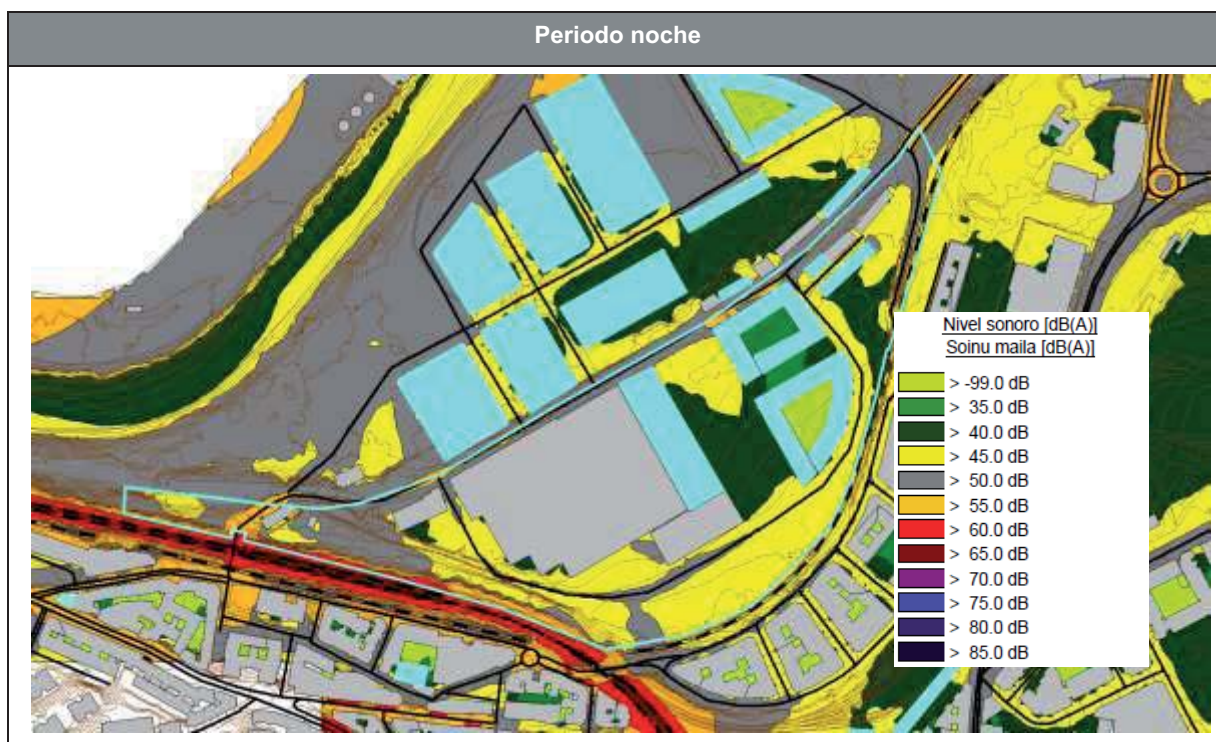 Periodo noche
Nivel sonoro [dB(A)]
Soinu maila [dB(A)]
> -99.0 dB
> 35.0 dB
> 40.0 dB
> 45.0 dB
> 50.0 dB
> 55.0 dB
> 60.0 dB
> 65.0 dB
> 70.0 dB
> 75.0 dB
> 80.0 dB
> 85.0 dB